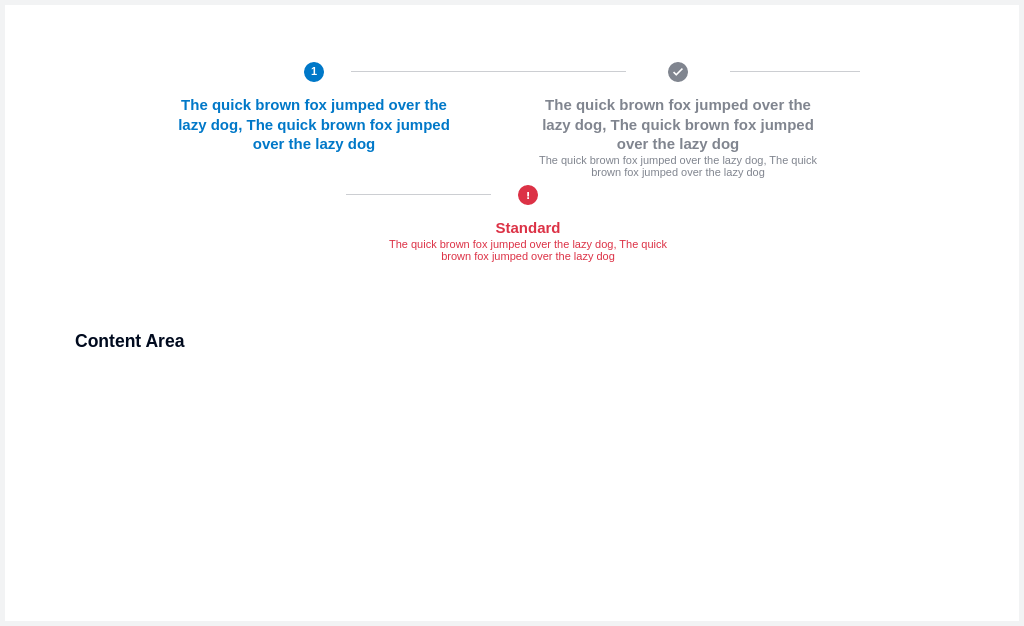 1
The quick brown fox jumped over the
lazy dog, The quick brown fox jumped
over the lazy dog
The quick brown fox jumped over the
lazy dog, The quick brown fox jumped
over the lazy dog
The quick brown fox jumped over the lazy dog, The quick
brown fox jumped over the lazy dog
!
Standard
The quick brown fox jumped over the lazy dog, The quick
brown fox jumped over the lazy dog
Content Area